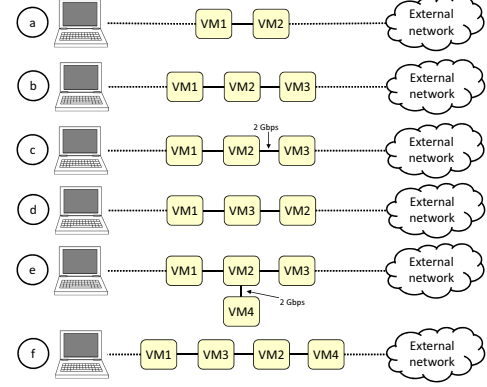 a VM1 VM2 External network
b VM1 VM2 VM3 External network
2 Gbps
c VM1 VM2 VM3 External network
d VM1 VM3 VM2 External network
e VM1 VM2 VM3 External network
2 Gbps
VM4
f VM1 VM3 VM2 VM4 External network